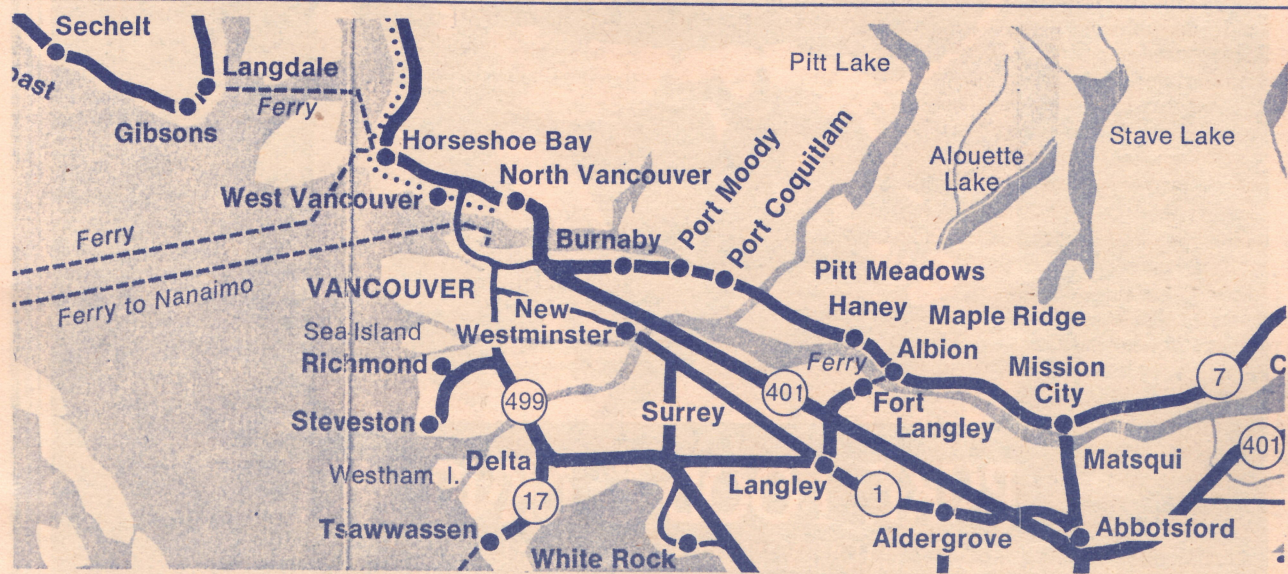 Sechelt
Langdale
Ferry
Gibsons
Horseshoe Bay
North Vancouver
West Vancouver
Ferry
Ferry to Nanaimo
VANCOUVER
Burnaby
Port Moody
Port Coquitlam
Pitt Lake
Alouette
Lake
Stave Lake
Pitt Meadows
Haney
Maple Ridge
Albion
Ferry
Mission
City
7
New
Westminster
Sea Island
Richmond
499
Steveston
Surrey
401
Fort
Langley
Matsqui
401
Westham I.
Delta
17
Langley
1
Tsawwassen
White Rock
Aldergrove
Abbotsford